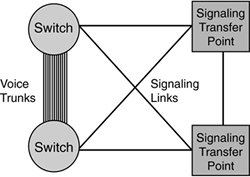 Switch
Signaling
Transfer
Point
Voice
Trunks
Signaling
Links
Switch
Signaling
Transfer
Point